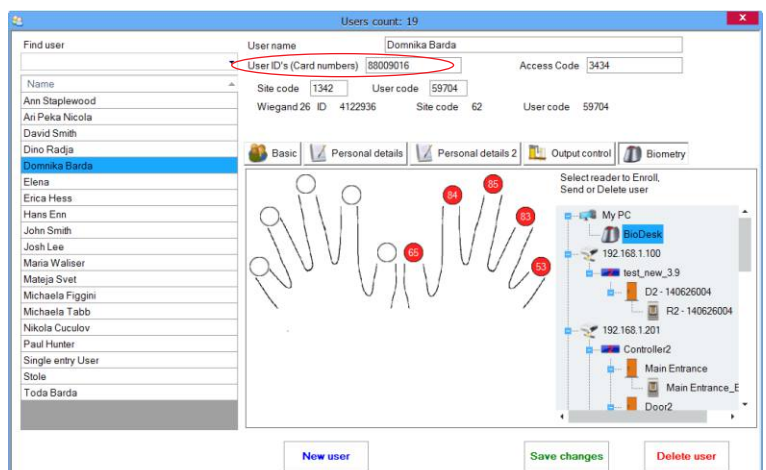 Users count: 19
x
Find user
User name Domnika Barda
User ID's (Card numbers) 88009016 Access Code 3434
Site code 1342 User code 59704
Wiegand 26 ID 4122936 Site code 62 User code 59704
Name
Ann Staplewood
Ari Peka Nicola
David Smith
Dino Radja
Domnika Barda
Elena
Erica Hess
Hans Enn
John Smith
Josh Lee
Maria Waliser
Mateja Svet
Michaela Figgini
Michaela Tabb
Nikola Cuculov
Paul Hunter
Single entry User
Stole
Toda Barda
Basic Personal details Personal details 2 Output control Biometry
84 85 83 65 53
Select reader to Enroll,
Send or Delete user
My PC
BioDesk
192.168.1.100
test_new_3.9
D2 - 140626004
R2 - 140626004
192.168.1.201
Controller2
Main Entrance
Main Entrance_E
Door2
New user Save changes Delete user